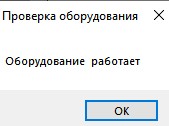 Проверка оборудования
Оборудование работает
OK